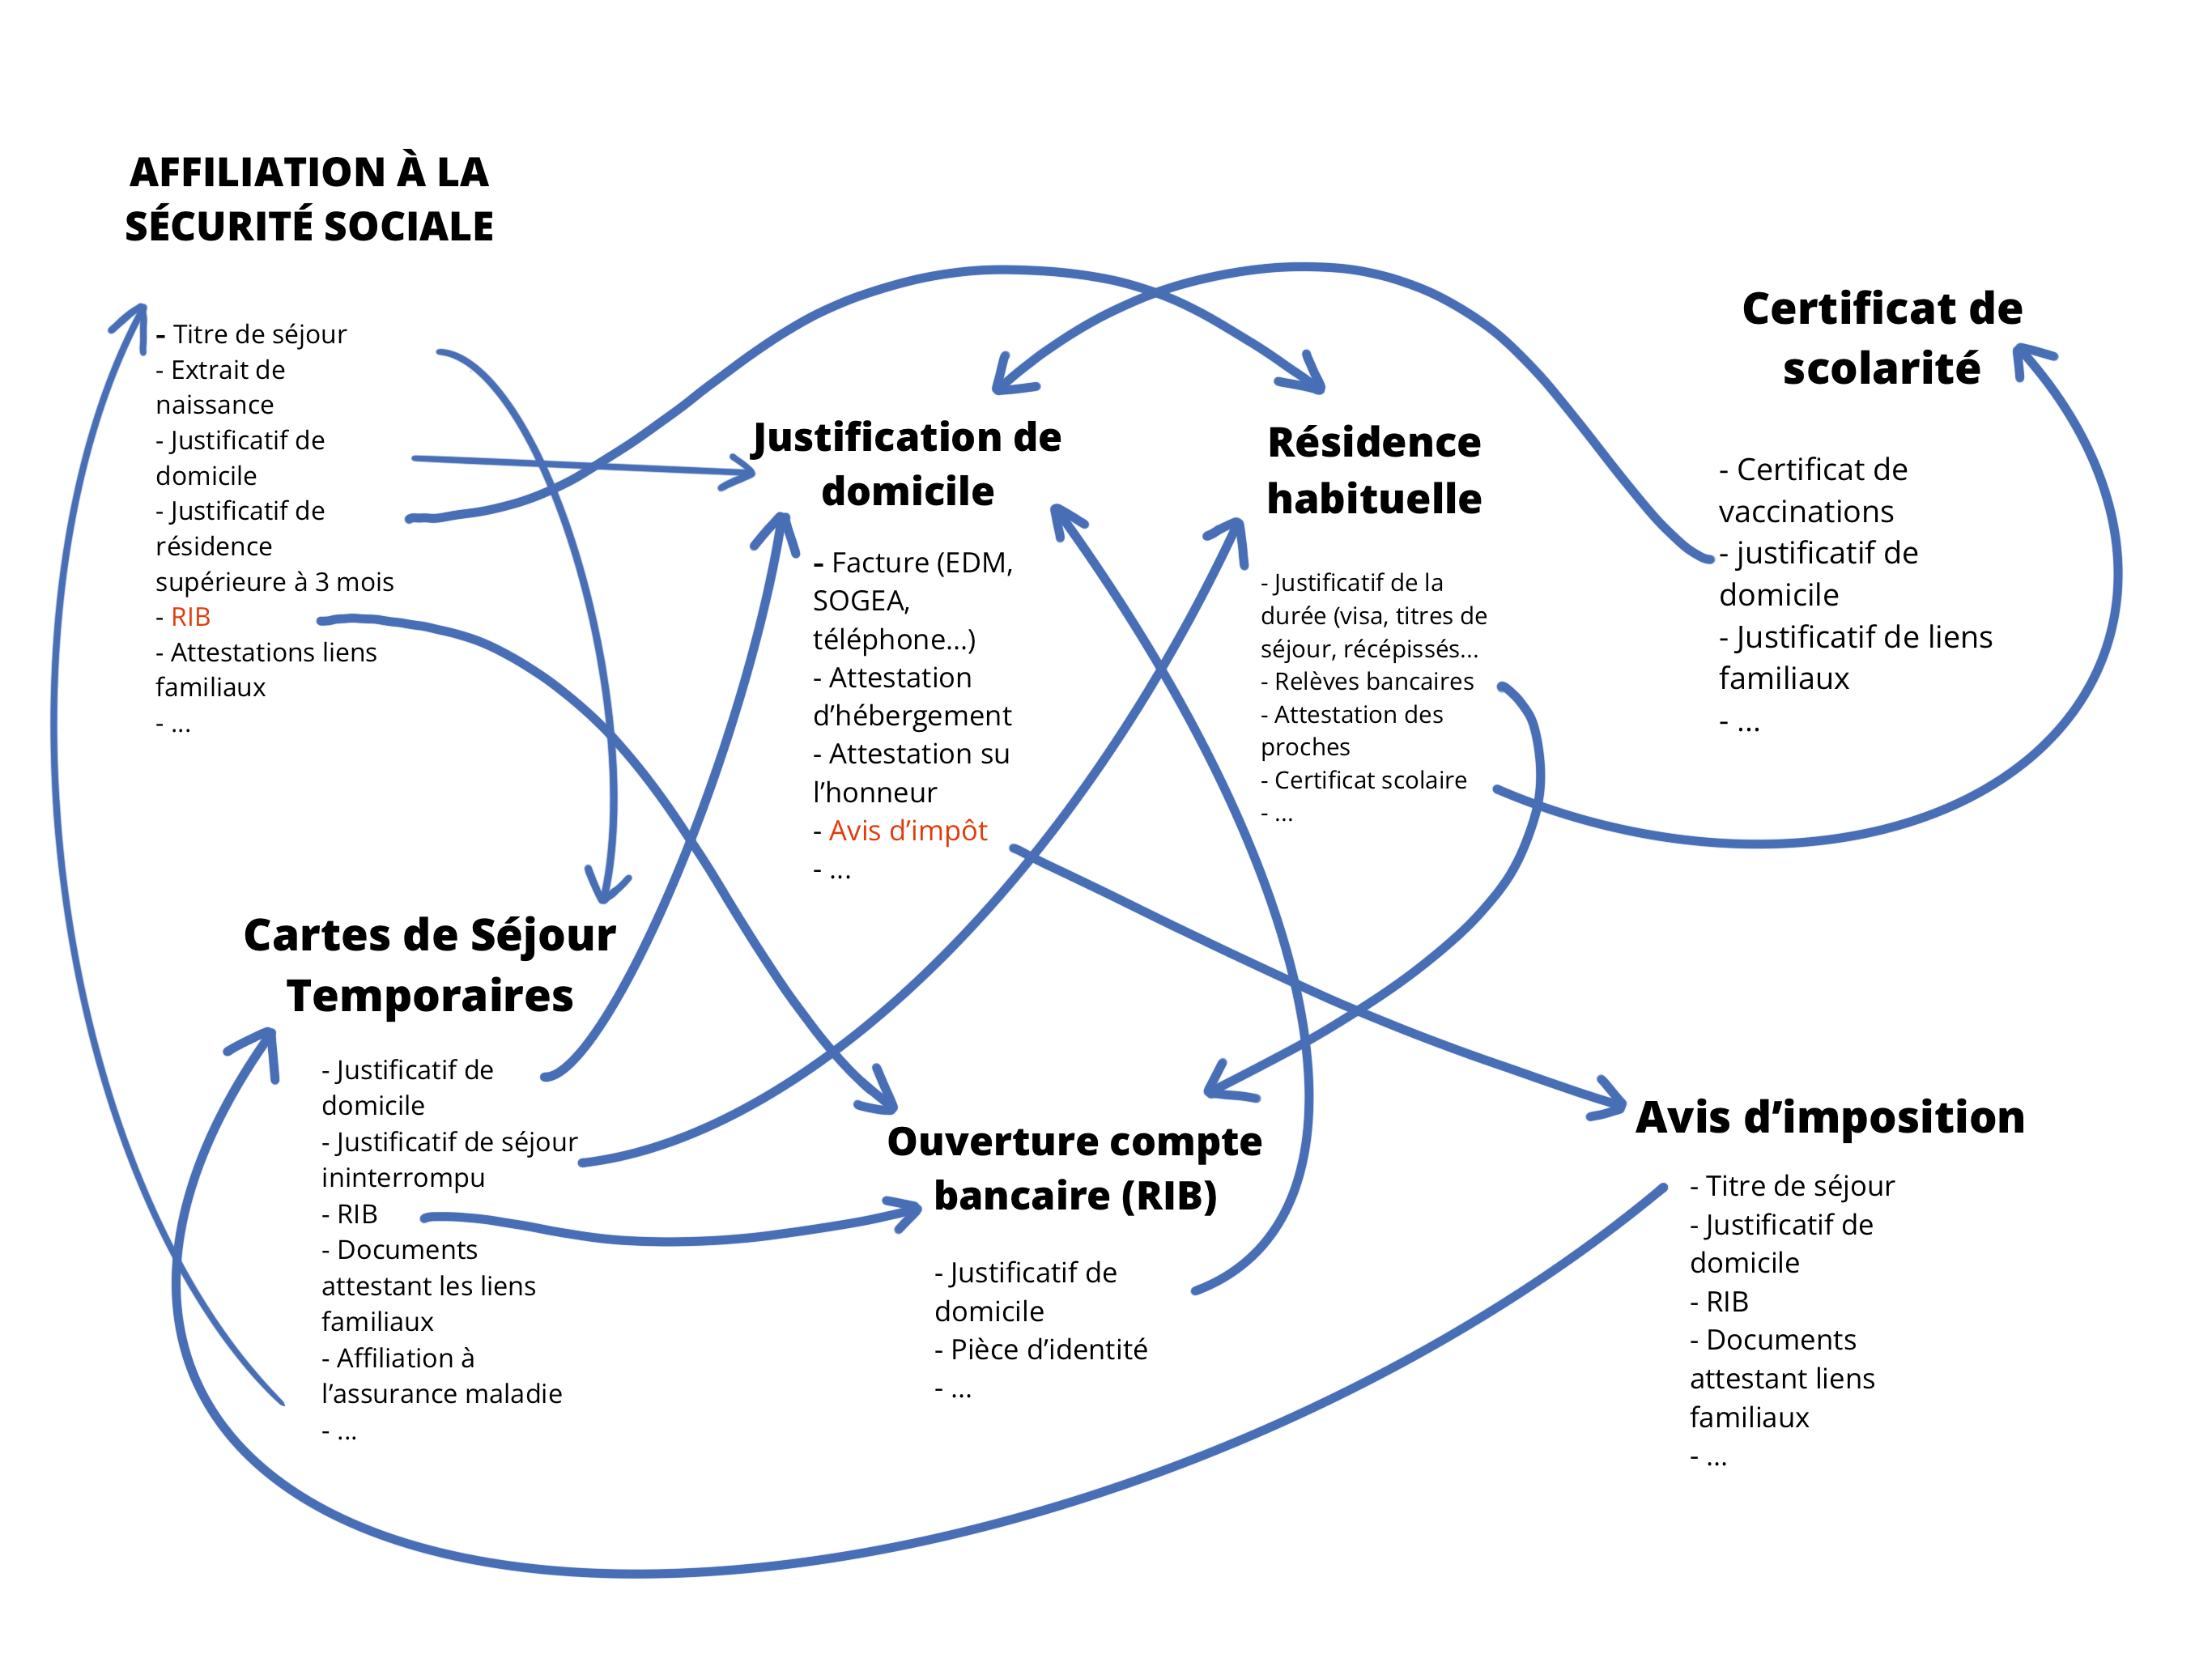 AFFILIATION À LA
SÉCURITÉ SOCIALE
- Titre de séjour
- Extrait de
naissance
- Justificatif de
domicile
- Justificatif de
résidence
supérieure à 3 mois
- RIB
- Attestations liens
familiaux
- ...
Justification de
domicile
- Facture (EDM,
SOGEA,
téléphone...)
- Attestation
d’hébergement
- Attestation su
l’honneur
- Avis d’impôt
- ...
Résidence
habituelle
- Justificatif de la
durée (visa, titres de
séjour, récépissés...
- Relèves bancaires
- Attestation des
proches
- Certificat scolaire
- ...
Certificat de
scolarité
- Certificat de
vaccinations
- justificatif de
domicile
- Justificatif de liens
familiaux
- ...
Cartes de Séjour
Temporaires
- Justificatif de
domicile
- Justificatif de séjour
ininterrompu
- RIB
- Documents
attestant les liens
familiaux
- Affiliation à
l’assurance maladie
- ...
Ouverture compte
bancaire (RIB)
- Justificatif de
domicile
- Pièce d’identité
- ...
Avis d’imposition
- Titre de séjour
- Justificatif de
domicile
- RIB
- Documents
attestant liens
familiaux
- ...